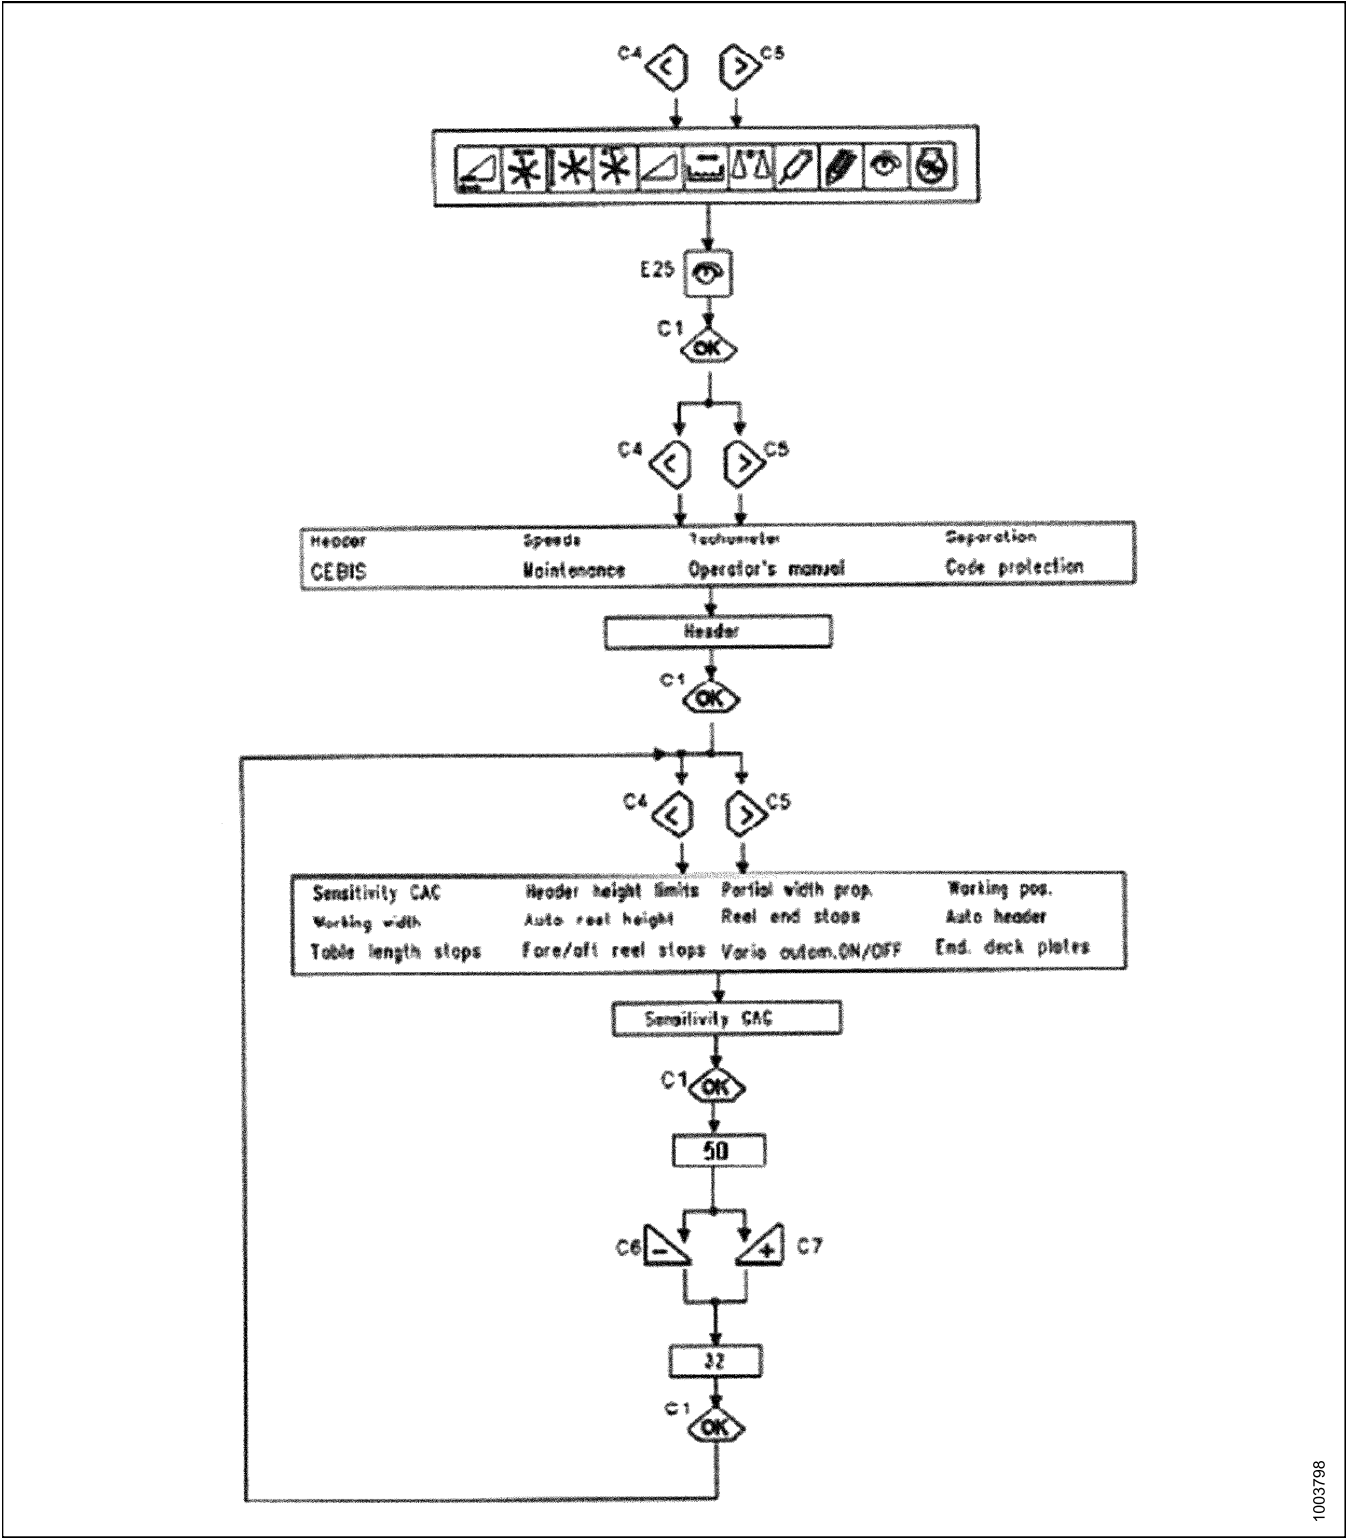 C4 < > C5
E25
C1
OK
C4 < > C5
Header Speeds Tachometer Separation
CEBIS Maintenance Operator's manual Code protection
Header
C1
OK
C4 < > C5
Sensitivity CAC Header height limits Partial width prop. Working pos.
Working width Auto reel height Reel end stops Auto header
Table length stops Fore/aft reel stops Vario autom.ON/OFF End. deck plates
Sensitivity CAC
C1
OK
50
C6 - + C7
32
C1
OK
1003798